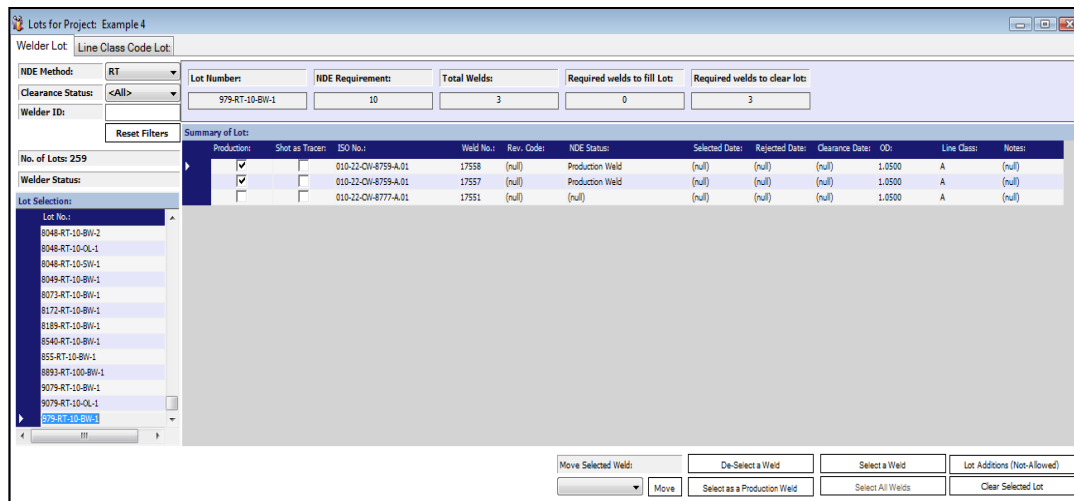 Lots for Project: Example 4
Welder Lot: Line Class Code Lot:
NDE Method: RT
Clearance Status: <All>
Welder ID:
Reset Filters
No. of Lots: 259
Welder Status:
Lot Selection:
Lot No.:
8048-RT-10-BW-2
8048-RT-10-OL-1
8048-RT-10-SW-1
8049-RT-10-BW-1
8073-RT-10-BW-1
8172-RT-10-BW-1
8189-RT-10-BW-1
8540-RT-10-BW-1
855-RT-10-BW-1
8893-RT-100-BW-1
9079-RT-10-BW-1
9079-RT-10-OL-1
979-RT-10-BW-1
Lot Number: NDE Requirement: Total Welds: Required welds to fill Lot: Required welds to clear lot:
979-RT-10-BW-1 10 3 0 3
Summary of Lot:
Production: Shot as Tracer: ISO No.: Weld No.: Rev. Code: NDE Status: Selected Date: Rejected Date: Clearance Date: OD: Line Class: Notes:
010-22-CW-8759-A.01 17558 (null) Production Weld (null) (null) (null) 1.0500 A (null)
010-22-CW-8759-A.01 17557 (null) Production Weld (null) (null) (null) 1.0500 A (null)
010-22-CW-8777-A.01 17551 (null) (null) (null) (null) (null) 1.0500 A (null)
Move Selected Weld: De-Select a Weld Select a Weld Lot Additions (Not-Allowed)
Move Select as a Production Weld Select All Welds Clear Selected Lot